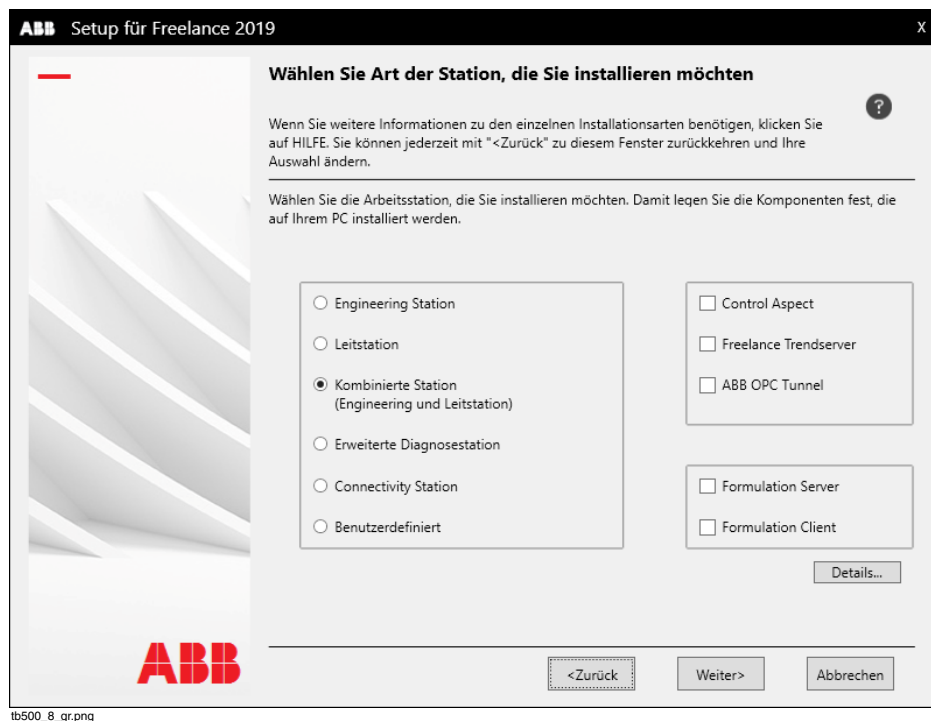 ABB Setup für Freelance 2019 X
Wählen Sie Art der Station, die Sie installieren möchten
?
Wenn Sie weitere Informationen zu den einzelnen Installationsarten benötigen, klicken Sie
auf HILFE. Sie können jederzeit mit "<Zurück" zu diesem Fenster zurückkehren und Ihre
Auswahl ändern.
Wählen Sie die Arbeitsstation, die Sie installieren möchten. Damit legen Sie die Komponenten fest, die
auf Ihrem PC installiert werden.
Engineering Station
Leitstation
Kombinierte Station
(Engineering und Leitstation)
Erweiterte Diagnosestation
Connectivity Station
Benutzerdefiniert
Control Aspect
Freelance Trendserver
ABB OPC Tunnel
Formulation Server
Formulation Client
Details...
ABB
<Zurück Weiter> Abbrechen
tb500_8_gr.png